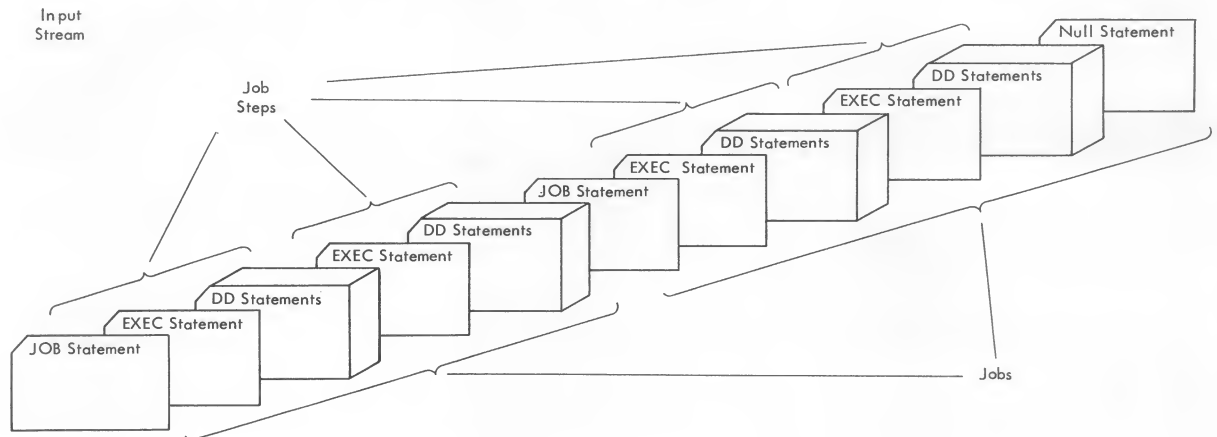 Input
Stream
Null Statement
DD Statements
Job
Steps
EXEC Statement
DD Statements
EXEC Statement
JOB Statement
DD Statements
EXEC Statement
DD Statements
EXEC Statement
JOB Statement
Jobs